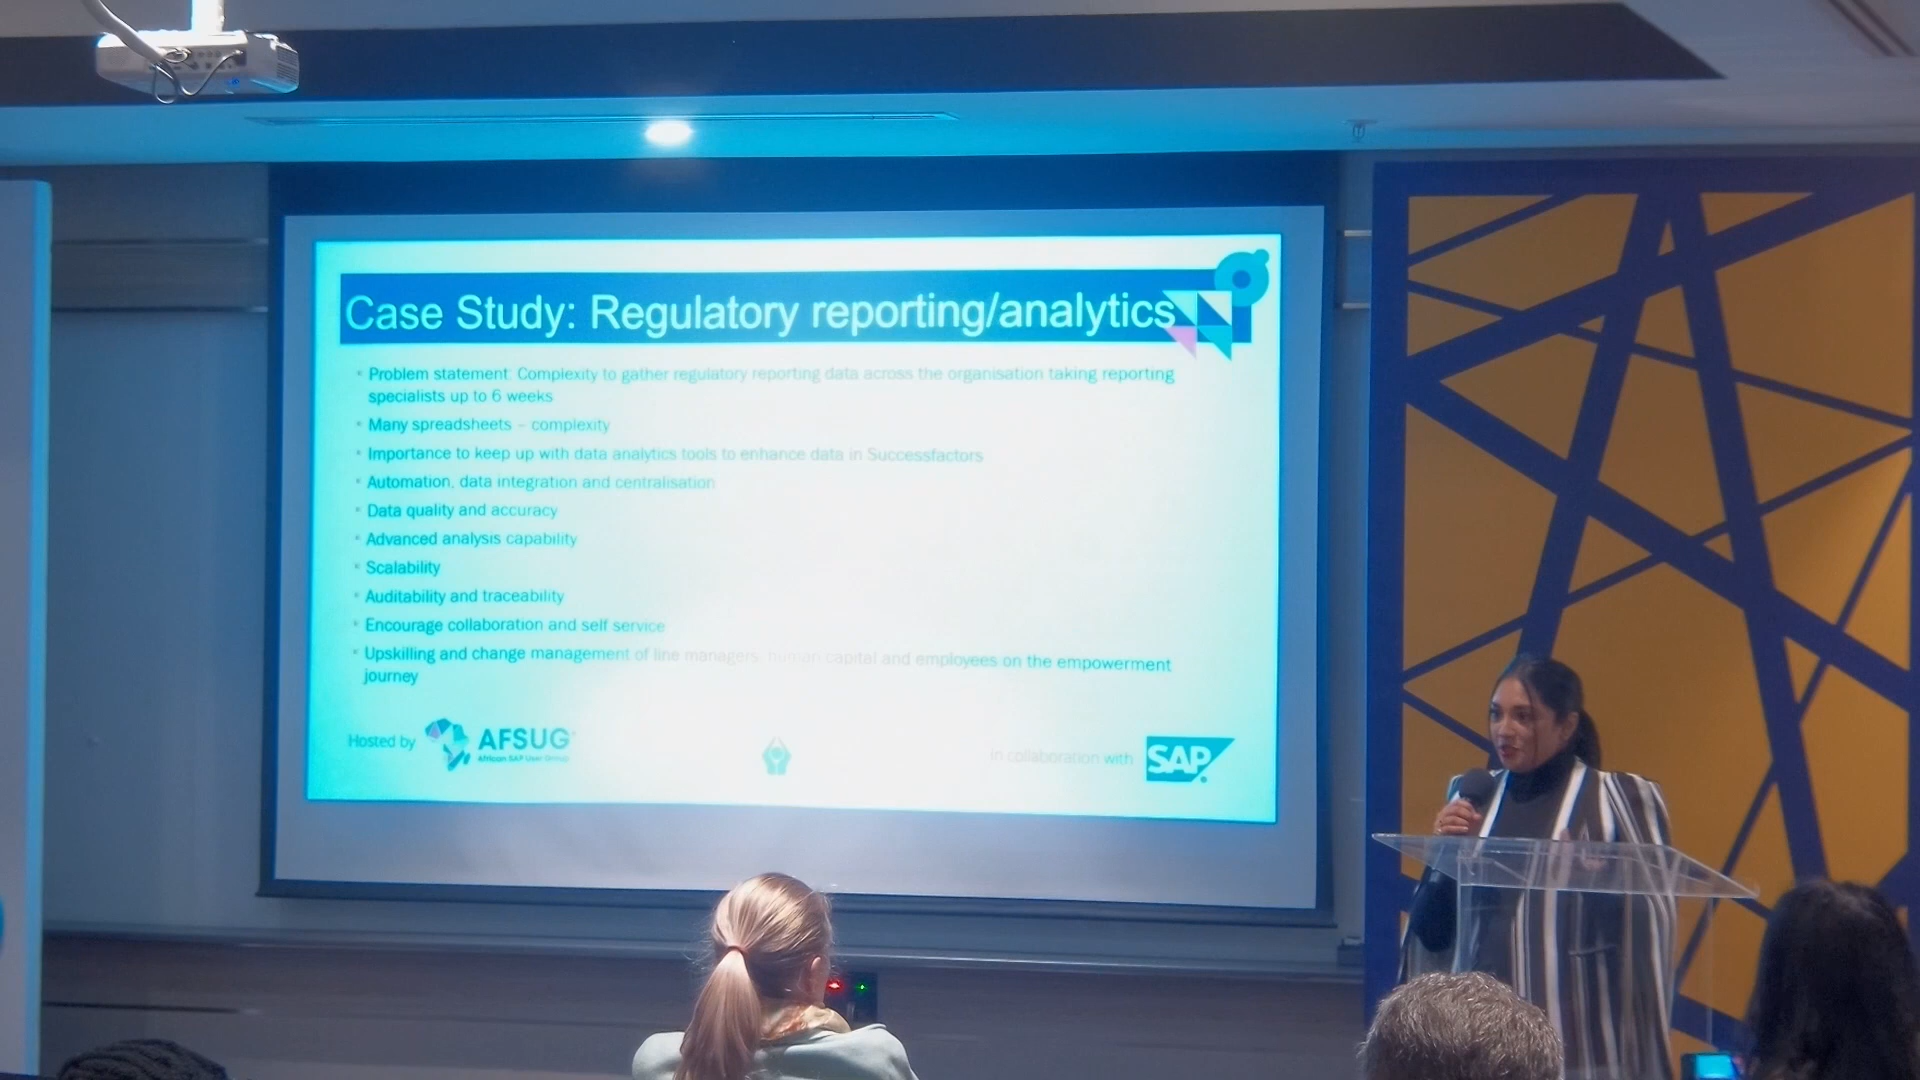 Case Study: Regulatory reporting/analytics
Problem statement: Complexity to gather regulatory reporting data across the organisation taking reporting
specialists up to 6 weeks
Many spreadsheets – complexity
Importance to keep up with data analytics tools to enhance data in Successfactors
Automation, data integration and centralisation
Data quality and accuracy
Advanced analysis capability
Scalability
Auditability and traceability
Encourage collaboration and self service
Upskilling and change management of line managers, human capital and employees on the empowerment
journey
Hosted by AFSUG
African SAP User Group
in collaboration with SAP